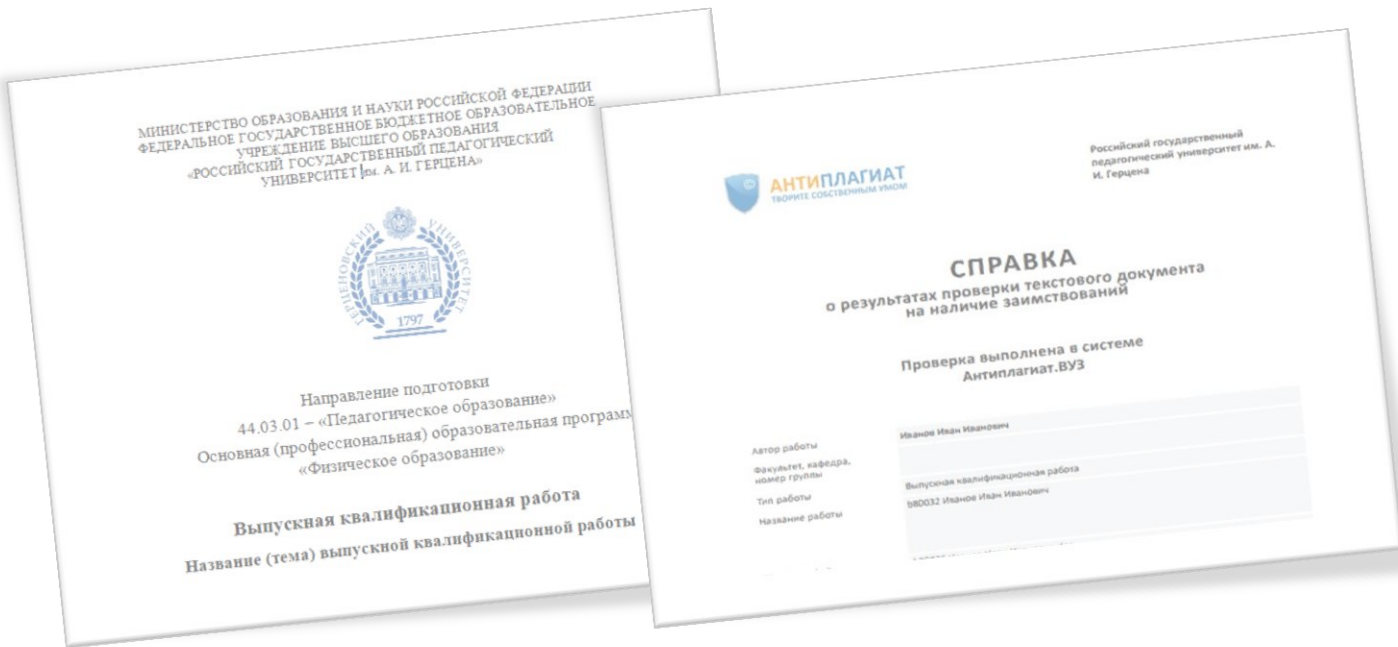 МИНИСТЕРСТВО ОБРАЗОВАНИЯ И НАУКИ РОССИЙСКОЙ ФЕДЕРАЦИИ
ФЕДЕРАЛЬНОЕ ГОСУДАРСТВЕННОЕ БЮДЖЕТНОЕ ОБРАЗОВАТЕЛЬНОЕ
УЧРЕЖДЕНИЕ ВЫСШЕГО ОБРАЗОВАНИЯ
«РОССИЙСКИЙ ГОСУДАРСТВЕННЫЙ ПЕДАГОГИЧЕСКИЙ
УНИВЕРСИТЕТ им. А. И. ГЕРЦЕНА»
ГЕРЦЕНОВСКИЙ УНИВЕРСИТЕТ
1797
Направление подготовки
44.03.01 – «Педагогическое образование»
Основная (профессиональная) образовательная программ
«Физическое образование»
Выпускная квалификационная работа
Название (тема) выпускной квалификационной работы
АНТИПЛАГИАТ
ТВОРИТЕ СОБСТВЕННЫМ УМОМ
Российский государственный
педагогический университет им. А.
И. Герцена
СПРАВКА
о результатах проверки текстового документа
на наличие заимствований
Проверка выполнена в системе
Антиплагиат.ВУЗ
Автор работы
Иванов Иван Иванович
Факультет, кафедра,
номер группы
Тип работы
Выпускная квалификационная работа
Название работы
b80032 Иванов Иван Иванович